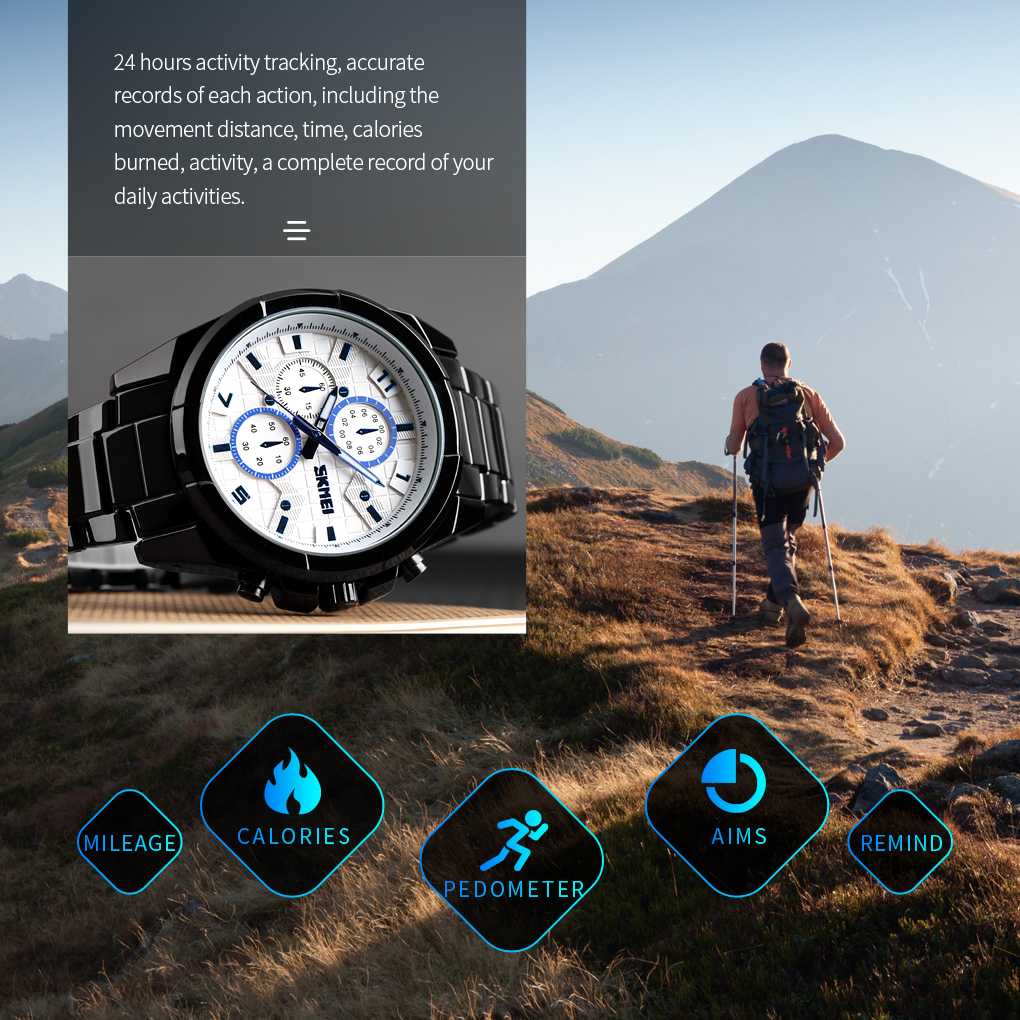 24 hours activity tracking, accurate
records of each action, including the
movement distance, time, calories
burned, activity, a complete record of your
daily activities.
SKMEI
MILEAGE
CALORIES
PEDOMETER
AIMS
REMIND